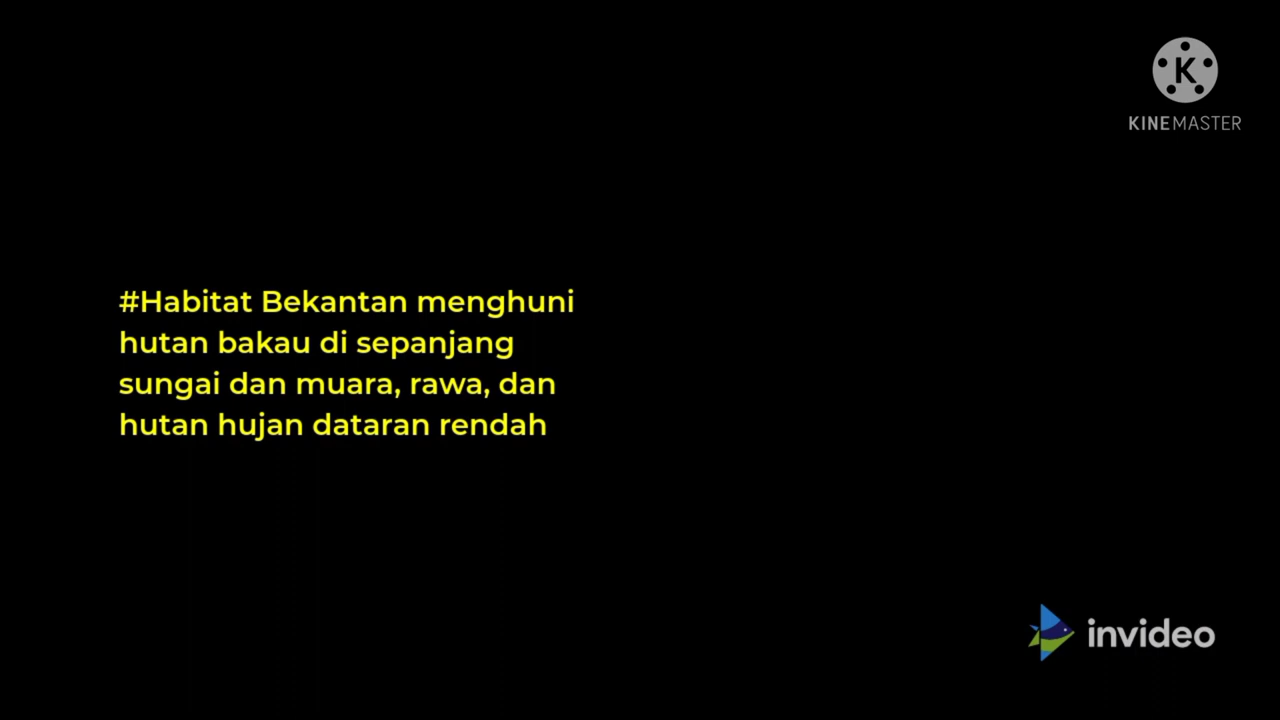 K
KINEMASTER
#Habitat Bekantan menghuni
hutan bakau di sepanjang
sungai dan muara, rawa, dan
hutan hujan dataran rendah
invideo